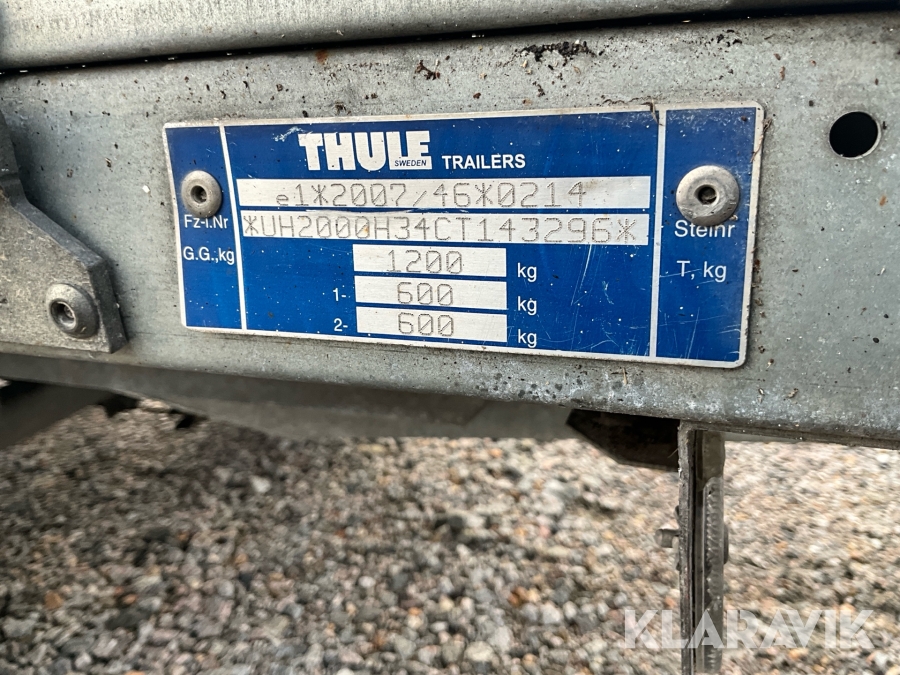 THULE
SWEDEN
TRAILERS
e1*2007/46*0214
Fz-i.Nr *UH2000H34CT143296* Stelnr
G.G.,kg 1200 kg T, kg
1- 600 kg
2- 600 kg
KLARAVIK